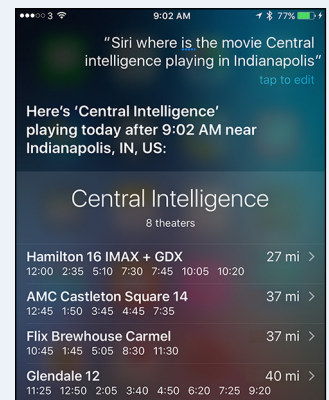 3 9:02 AM 77%
“Siri where is the movie Central
intelligence playing in Indianapolis”
tap to edit
Here’s ‘Central Intelligence’
playing today after 9:02 AM near
Indianapolis, IN, US:
Central Intelligence
8 theaters
Hamilton 16 IMAX + GDX 27 mi
12:00 2:35 5:10 7:30 7:45 10:05 10:20
AMC Castleton Square 14 37 mi
12:45 1:50 3:45 4:45 7:35
Flix Brewhouse Carmel 37 mi
10:45 1:45 5:05 8:30 11:30
Glendale 12 40 mi
11:25 12:50 2:05 3:40 4:50 6:20 7:25 9:20